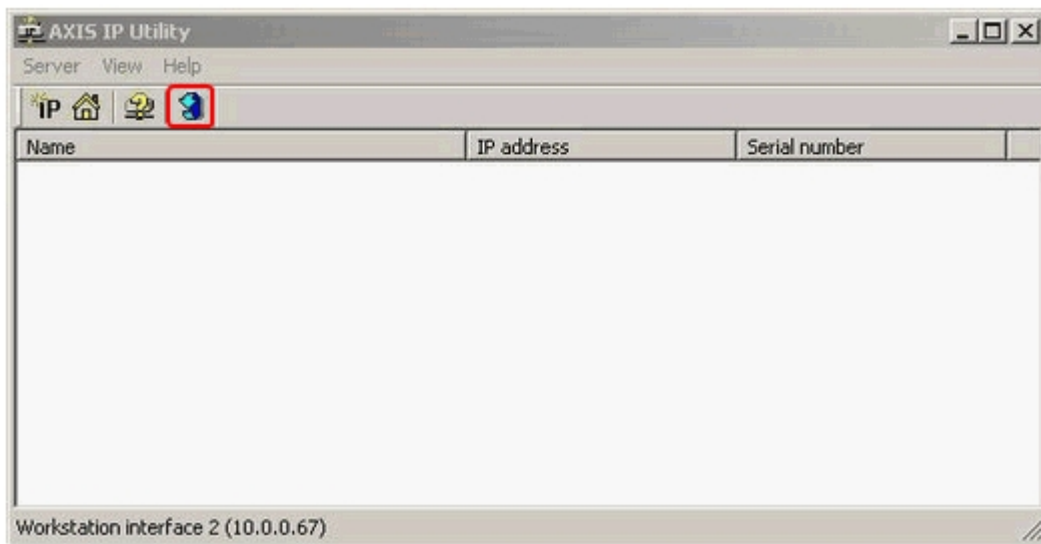 AXIS IP Utility
Server View Help
IP
Name IP address Serial number
Workstation interface 2 (10.0.0.67)